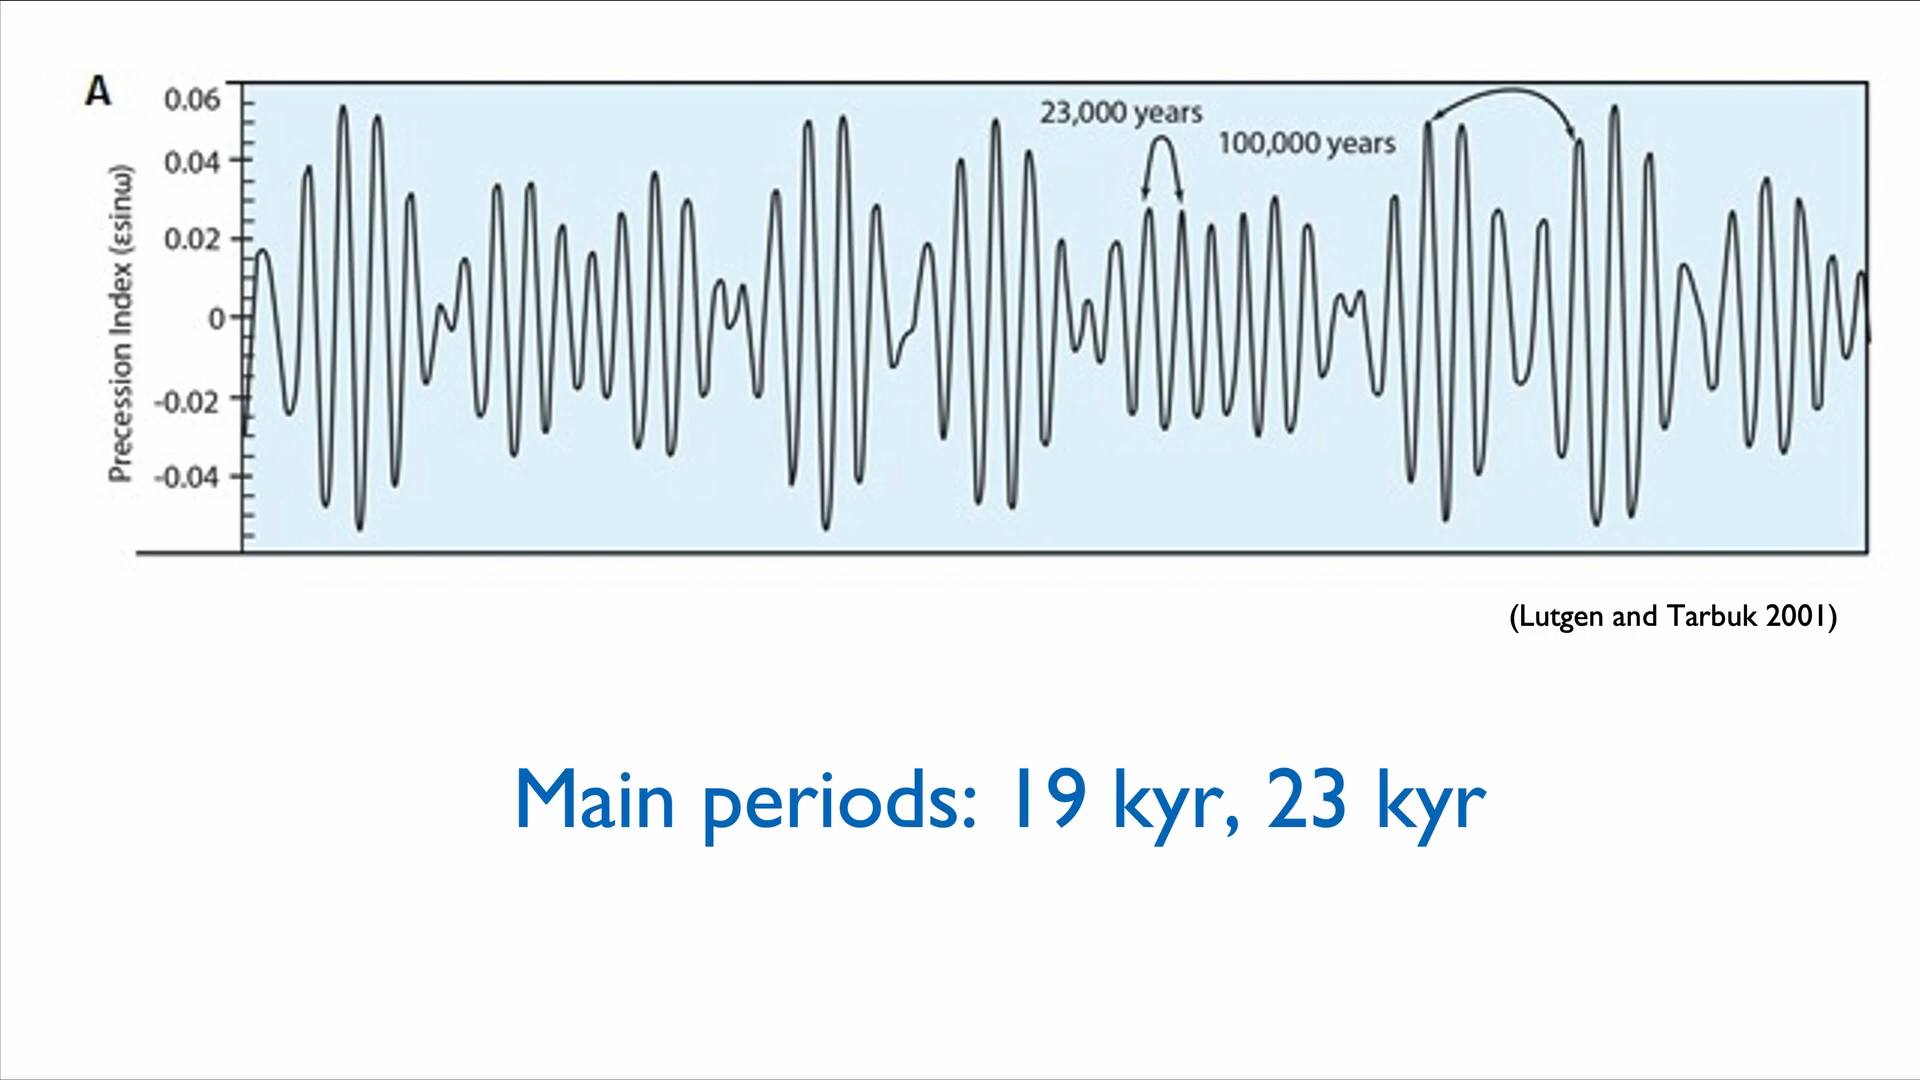 A
0.06
0.04
0.02
0
-0.02
-0.04
Precession Index (εsinω)
23,000 years
100,000 years
(Lutgen and Tarbuk 2001)
Main periods: 19 kyr, 23 kyr